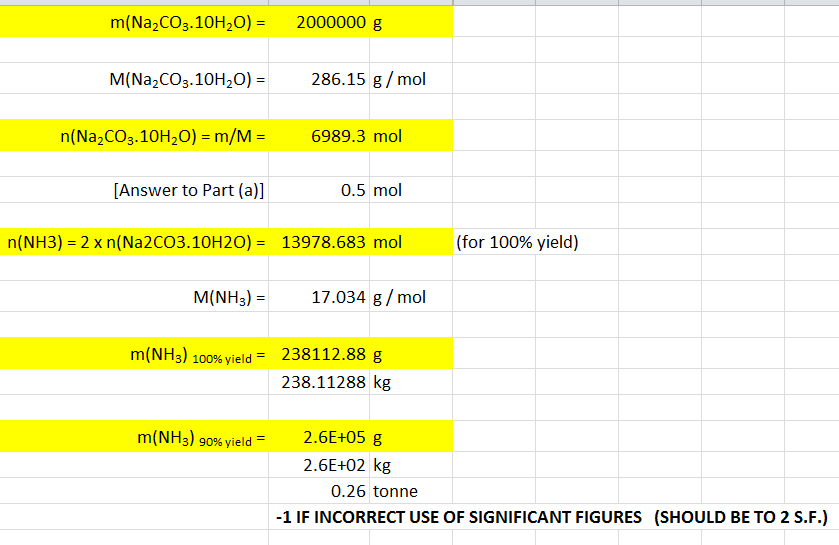 m(Na₂CO₃.10H₂O) = 2000000 g
M(Na₂CO₃.10H₂O) = 286.15 g / mol
n(Na₂CO₃.10H₂O) = m/M = 6989.3 mol
[Answer to Part (a)] 0.5 mol
n(NH3) = 2 x n(Na2CO3.10H2O) = 13978.683 mol (for 100% yield)
M(NH₃) = 17.034 g / mol
m(NH₃) 100% yield = 238112.88 g
238.11288 kg
m(NH₃) 90% yield = 2.6E+05 g
2.6E+02 kg
0.26 tonne
-1 IF INCORRECT USE OF SIGNIFICANT FIGURES (SHOULD BE TO 2 S.F.)